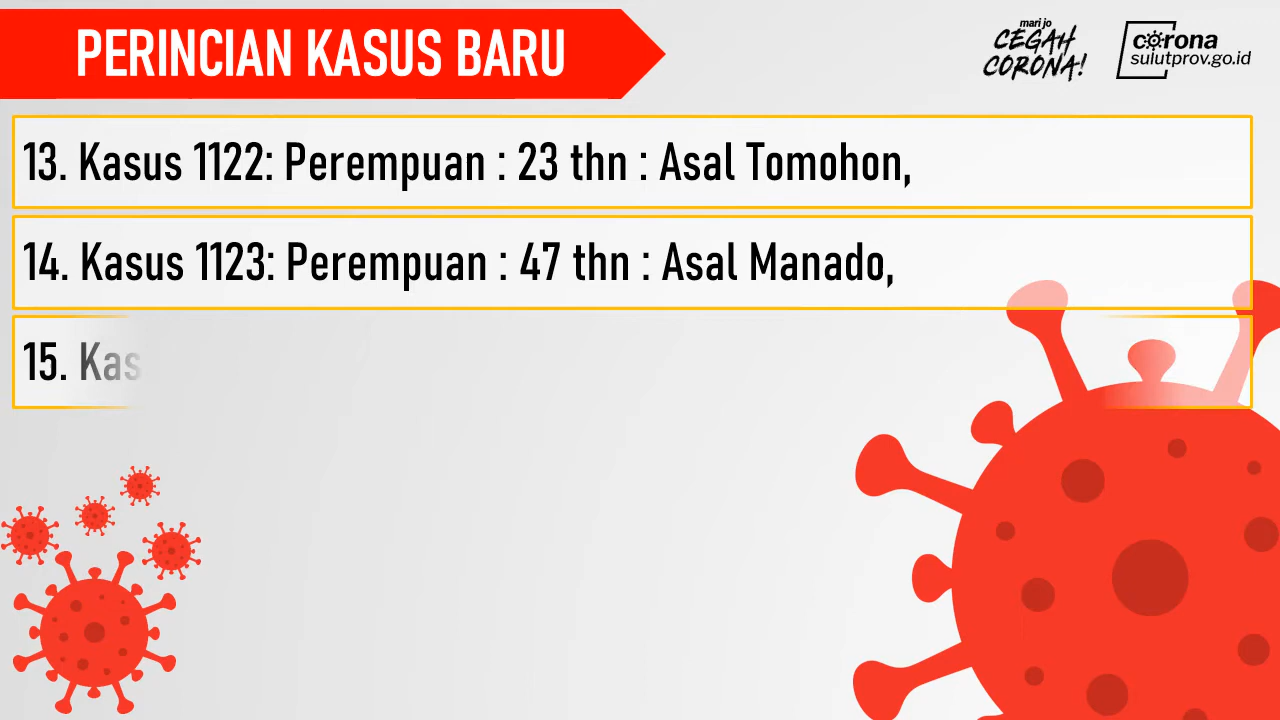 PERINCIAN KASUS BARU
mari jo
CEGAH
CORONA!
corona
sulutprov.go.id
13. Kasus 1122: Perempuan : 23 thn : Asal Tomohon,
14. Kasus 1123: Perempuan : 47 thn : Asal Manado,
15. Kas